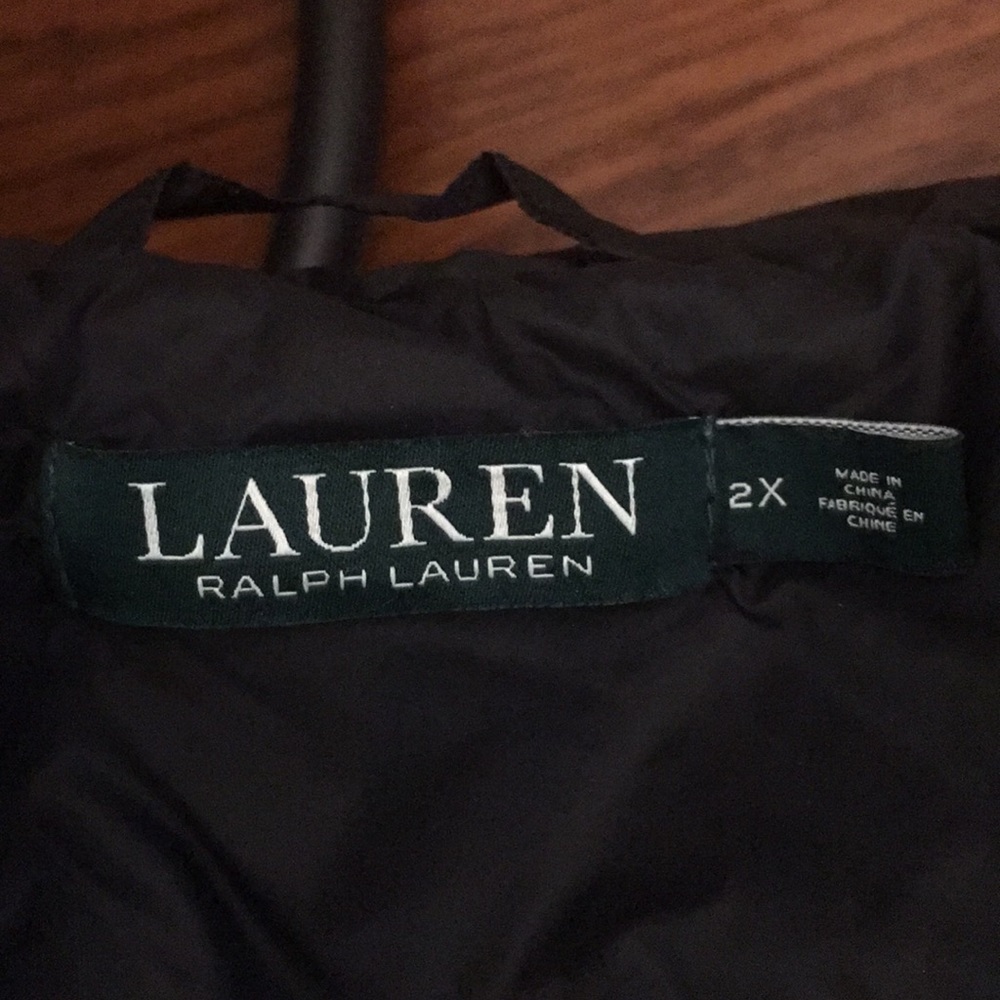 LAUREN
RALPH LAUREN
2X
MADE IN
CHINA
FABRIQUÉ EN
CHINE